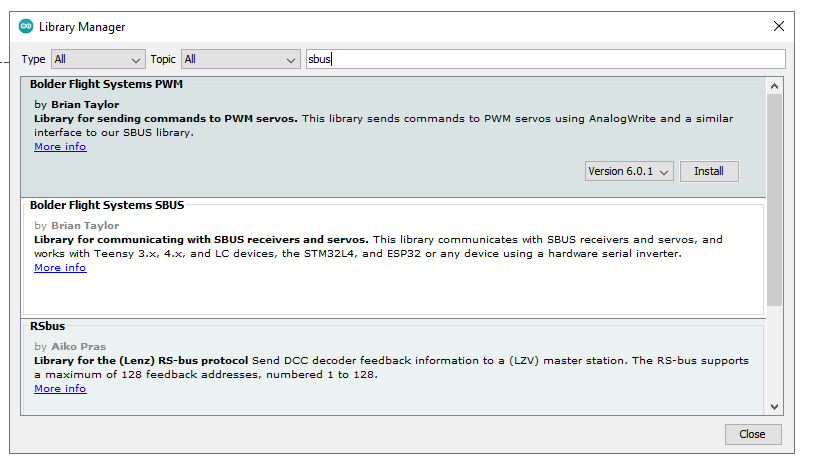 Library Manager
Type All Topic All sbus
Bolder Flight Systems PWM
by Brian Taylor
Library for sending commands to PWM servos. This library sends commands to PWM servos using AnalogWrite and a similar
interface to our SBUS library.
More info
Version 6.0.1 Install
Bolder Flight Systems SBUS
by Brian Taylor
Library for communicating with SBUS receivers and servos. This library communicates with SBUS receivers and servos, and
works with Teensy 3.x, 4.x, and LC devices, the STM32L4, and ESP32 or any device using a hardware serial inverter.
More info
RSbus
by Aiko Pras
Library for the (Lenz) RS-bus protocol Send DCC decoder feedback information to a (LZV) master station. The RS-bus supports
a maximum of 128 feedback addresses, numbered 1 to 128.
More info
Close